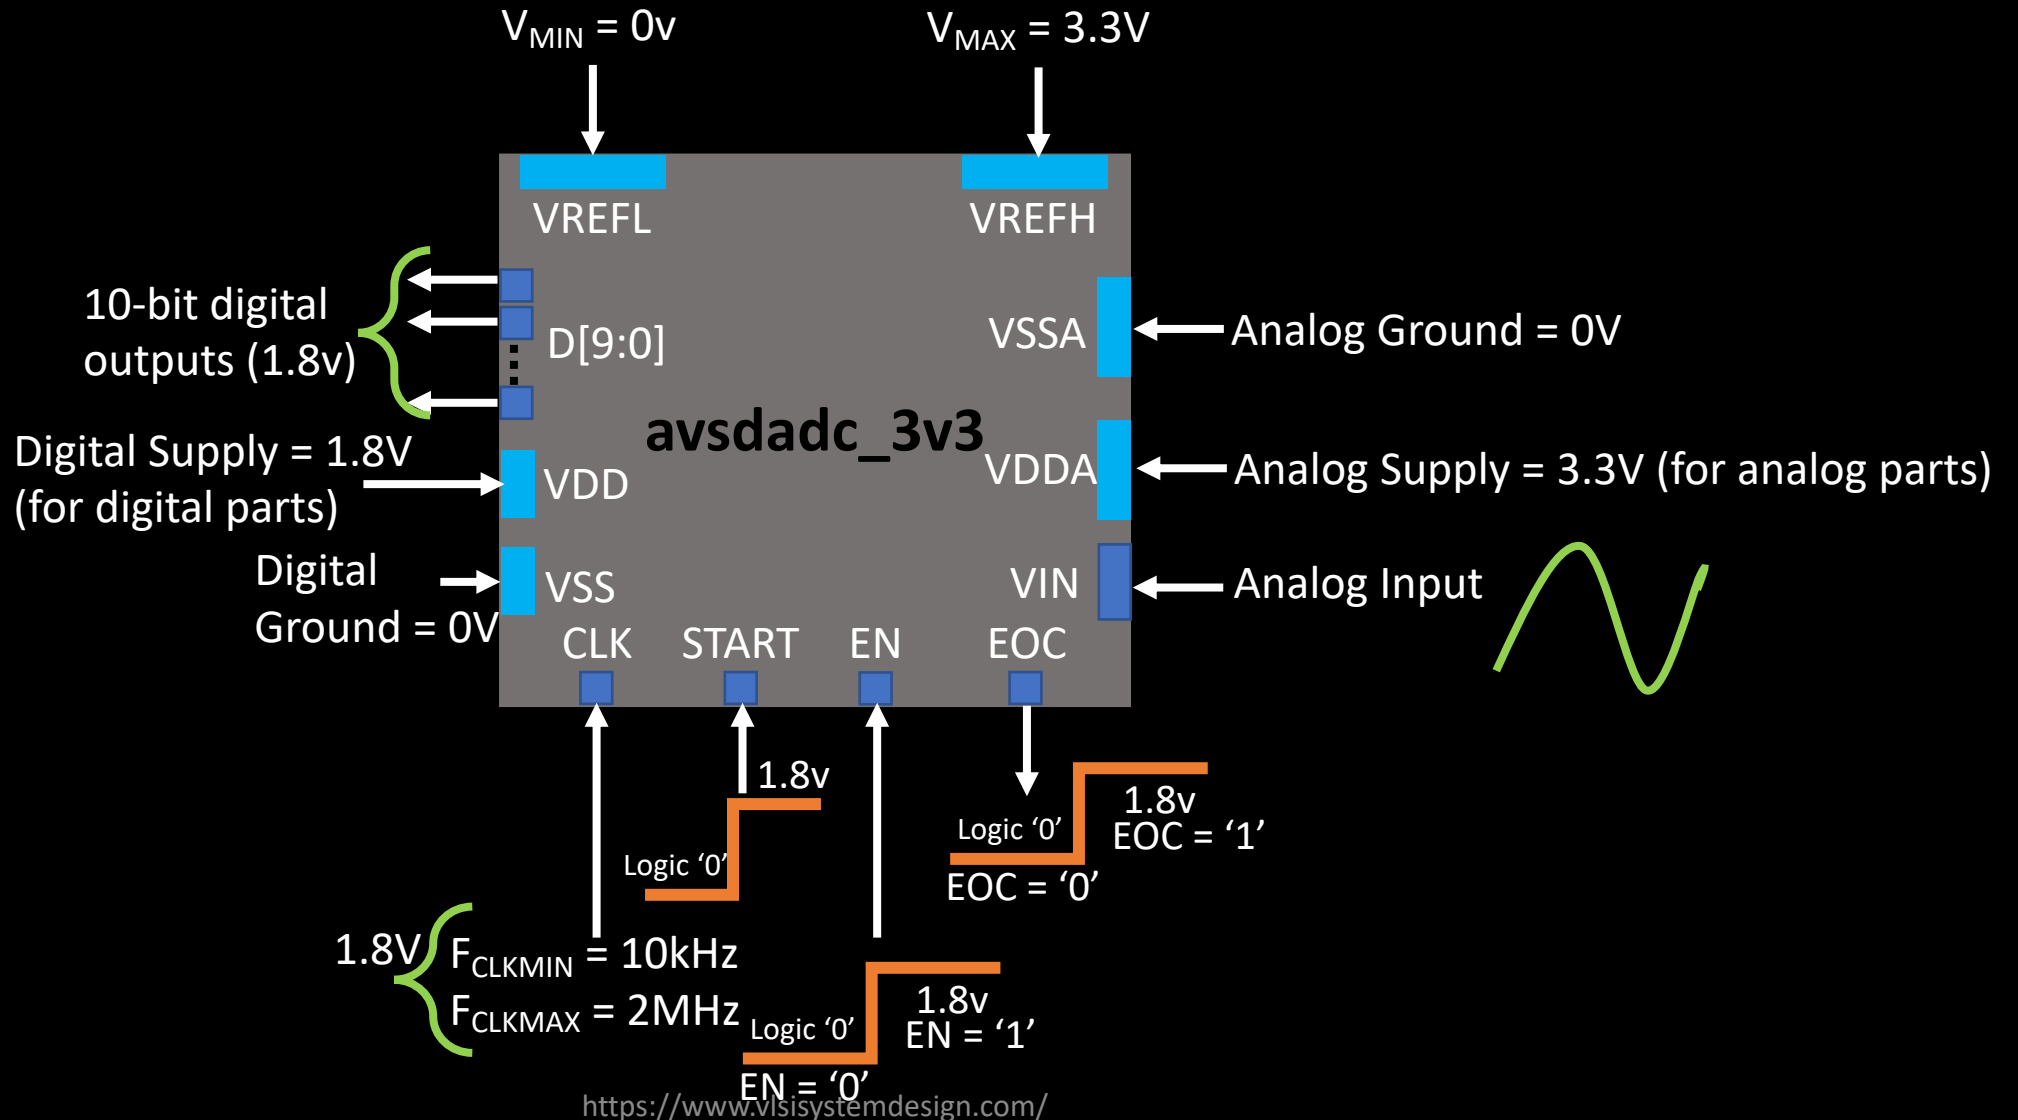 VMIN = 0v
VMAX = 3.3V
VREFL
VREFH
10-bit digital
outputs (1.8v)
D[9:0]
VSSA
Analog Ground = 0V
avsdadc_3v3
Digital Supply = 1.8V
(for digital parts)
VDD
VDDA
Analog Supply = 3.3V (for analog parts)
Digital
Ground = 0V
VSS
VIN
Analog Input
CLK
START
EN
EOC
1.8v
Logic ‘0’
Logic ‘0’
1.8v
EOC = ‘1’
EOC = ‘0’
1.8V
FCLKMIN = 10kHz
FCLKMAX = 2MHz
Logic ‘0’
1.8v
EN = ‘1’
EN = ‘0’
https://www.vlsisystemdesign.com/